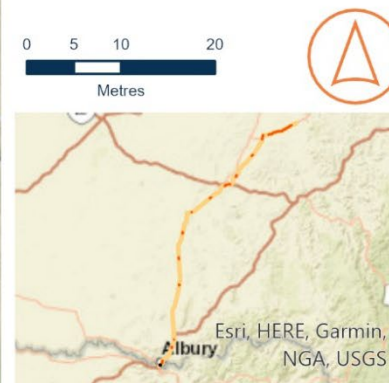 0 5 10 20
Metres
Albury
Esri, HERE, Garmin,
NGA, USGS